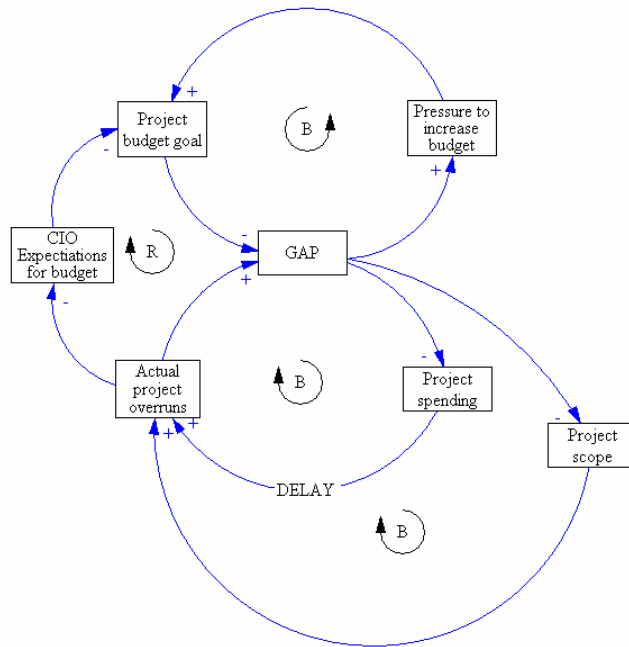 +
Project
budget goal
B
Pressure to
increase budget
-
+
CIO
Expectiations
for budget
R
-
GAP
+
-
Actual
project
overruns
B
-
Project
spending
-
Project
scope
+
+
DELAY
B